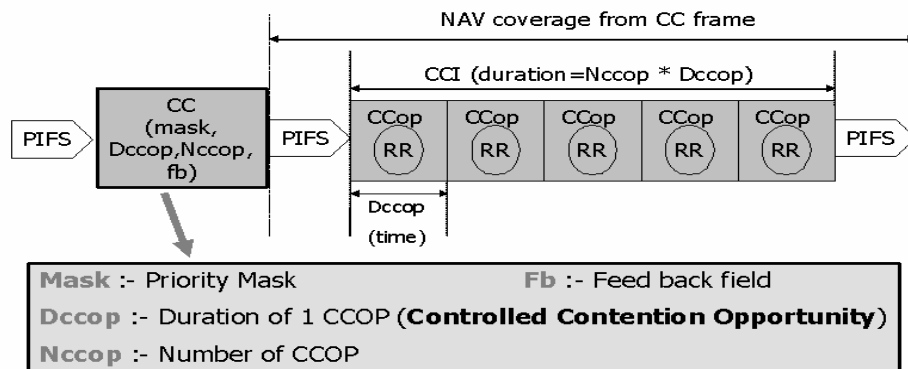 NAV coverage from CC frame
CCI (duration=Nccop * Dccop)
PIFS
CC
(mask,
Dccop,Nccop,
fb)
PIFS
CCop
RR
CCop
RR
CCop
RR
CCop
RR
CCop
RR
PIFS
Dccop
(time)
Mask :- Priority Mask Fb :- Feed back field
Dccop :- Duration of 1 CCOP (Controlled Contention Opportunity)
Nccop :- Number of CCOP